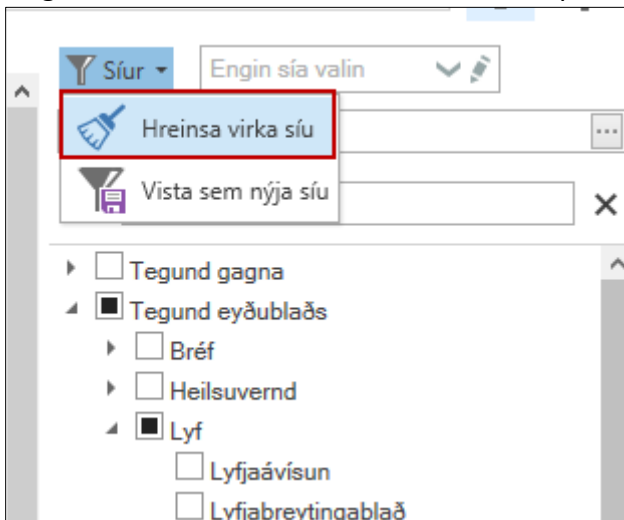 Síur Engin sía valin
Hreinsa virka síu
Vista sem nýja síu
Tegund gagna
Tegund eyðublaðs
Bréf
Heilsuvernd
Lyf
Lyfjaávísun
Lyfjabreytingablað